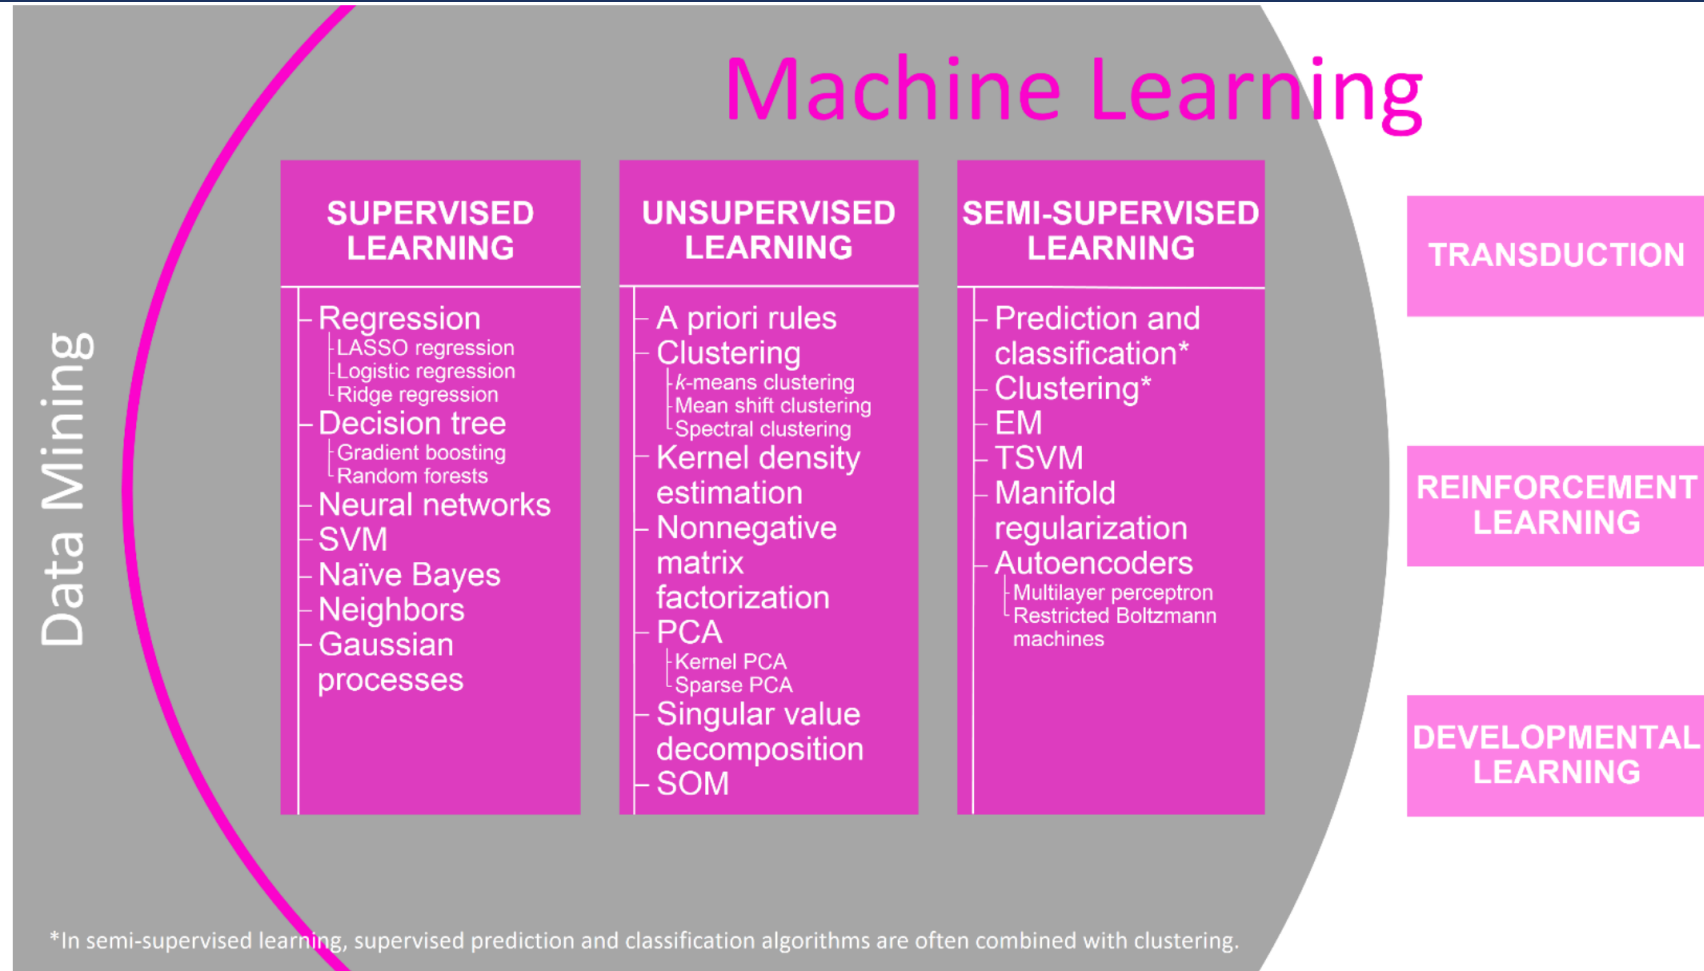 Machine Learning
Data Mining
SUPERVISED
LEARNING
Regression
LASSO regression
Logistic regression
Ridge regression
Decision tree
Gradient boosting
Random forests
Neural networks
SVM
Naïve Bayes
Neighbors
Gaussian
processes
UNSUPERVISED
LEARNING
A priori rules
Clustering
k-means clustering
Mean shift clustering
Spectral clustering
Kernel density
estimation
Nonnegative
matrix
factorization
PCA
Kernel PCA
Sparse PCA
Singular value
decomposition
SOM
SEMI-SUPERVISED
LEARNING
Prediction and
classification*
Clustering*
EM
TSVM
Manifold
regularization
Autoencoders
Multilayer perceptron
Restricted Boltzmann
machines
TRANSDUCTION
REINFORCEMENT
LEARNING
DEVELOPMENTAL
LEARNING
*In semi-supervised learning, supervised prediction and classification algorithms are often combined with clustering.